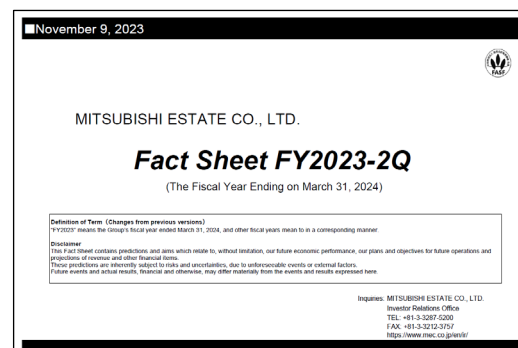 ■November 9, 2023
FASF
MITSUBISHI ESTATE CO., LTD.
Fact Sheet FY2023-2Q
(The Fiscal Year Ending on March 31, 2024)
Definition of Term (Changes from previous versions)
"FY2023" means the Group's fiscal year ended March 31, 2024, and other fiscal years mean to in a corresponding manner.
Disclaimer
This Fact Sheet contains predictions and aims which relate to, without limitation, our future economic performance, our plans and objectives for future operations and
projections of revenue and other financial items.
These predictions are inherently subject to risks and uncertainties, due to unforeseeable events or external factors.
Future events and actual results, financial and otherwise, may differ materially from the events and results expressed here.
Inquiries: MITSUBISHI ESTATE CO., LTD.
Investor Relations Office
TEL: +81-3-3287-5200
FAX: +81-3-3212-3757
https://www.mec.co.jp/en/ir/